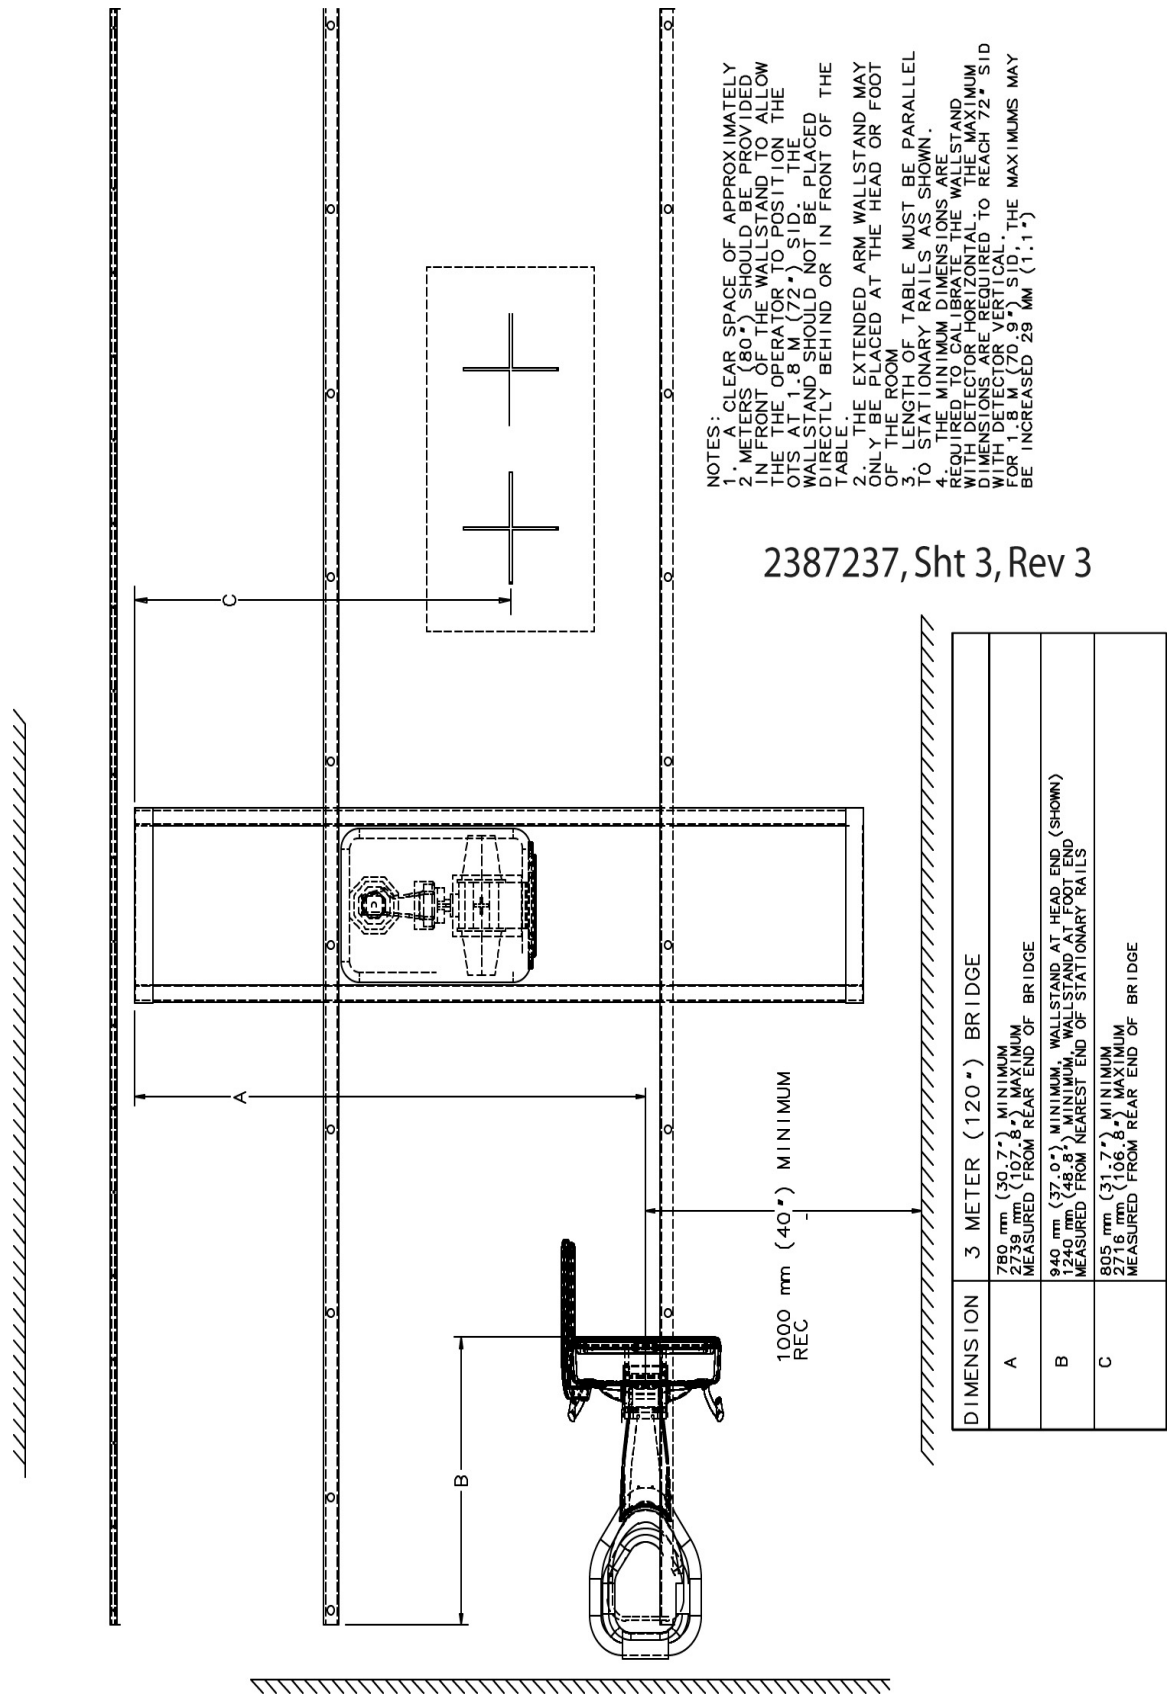 NOTES:
1. A CLEAR SPACE OF APPROXIMATELY
2 METERS (80") SHOULD BE PROVIDED
IN FRONT OF THE WALLSTAND TO ALLOW
THE THE OPERATOR TO POSITION THE
OTS AT 1.8 M (72") SID. THE
WALLSTAND SHOULD NOT BE PLACED
DIRECTLY BEHIND OR IN FRONT OF THE
TABLE.
2. THE EXTENDED ARM WALLSTAND MAY
ONLY BE PLACED AT THE HEAD OR FOOT
OF THE ROOM
3. LENGTH OF TABLE MUST BE PARALLEL
TO STATIONARY RAILS AS SHOWN.
4. THE MINIMUM DIMENSIONS ARE
REQUIRED TO CALIBRATE THE WALLSTAND
WITH DETECTOR HORIZONTAL. THE MAXIMUM
DIMENSIONS ARE REQUIRED TO REACH 72" SID
WITH DETECTOR VERTICAL.
FOR 1.8 M (70.9") SID, THE MAXIMUMS MAY
BE INCREASED 29 MM (1.1")
2387237, Sht 3, Rev 3
C
A
B
1000 mm (40") MINIMUM
REC
DIMENSION 3 METER (120") BRIDGE
A 780 mm (30.7") MINIMUM
2739 mm (107.8") MAXIMUM
MEASURED FROM REAR END OF BRIDGE
B 940 mm (37.0") MINIMUM, WALLSTAND AT HEAD END (SHOWN)
1240 mm (48.8") MINIMUM, WALLSTAND AT FOOT END
MEASURED FROM NEAREST END OF STATIONARY RAILS
C 805 mm (31.7") MINIMUM
2716 mm (106.8") MAXIMUM
MEASURED FROM REAR END OF BRIDGE